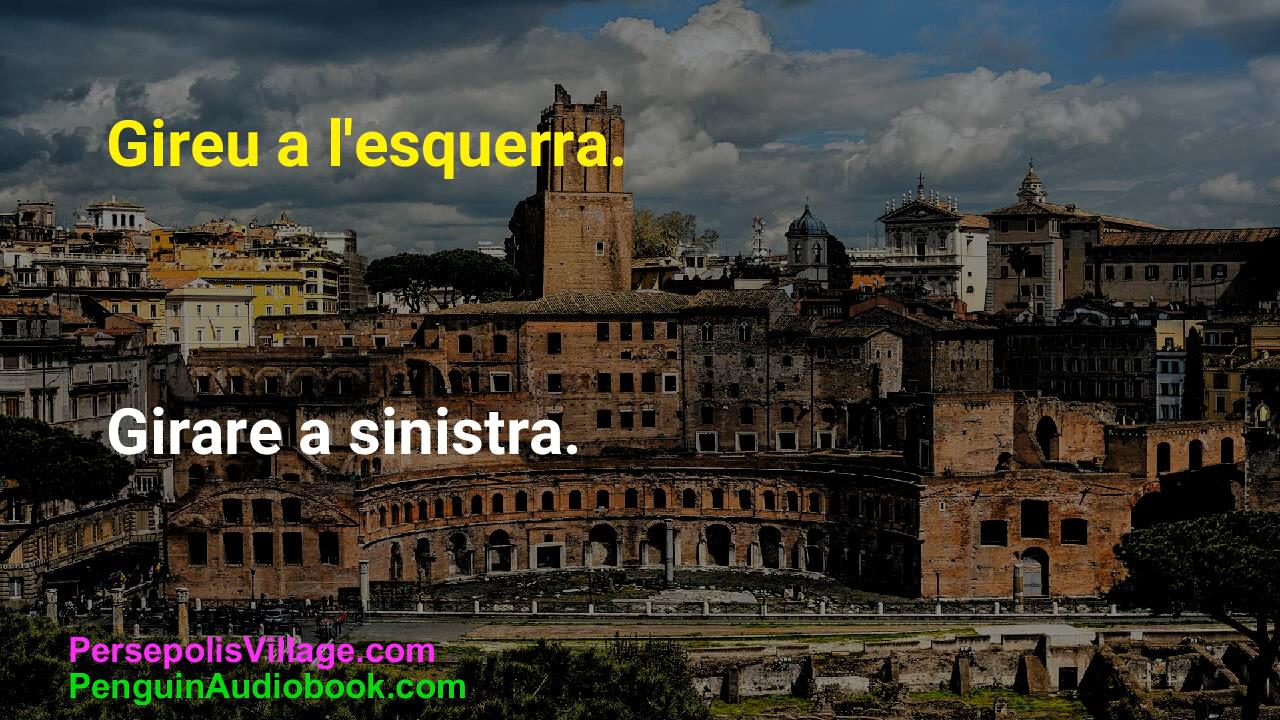 Gireu a l'esquerra.
Girare a sinistra.
PersepolisVillage.com
PenguinAudiobook.com